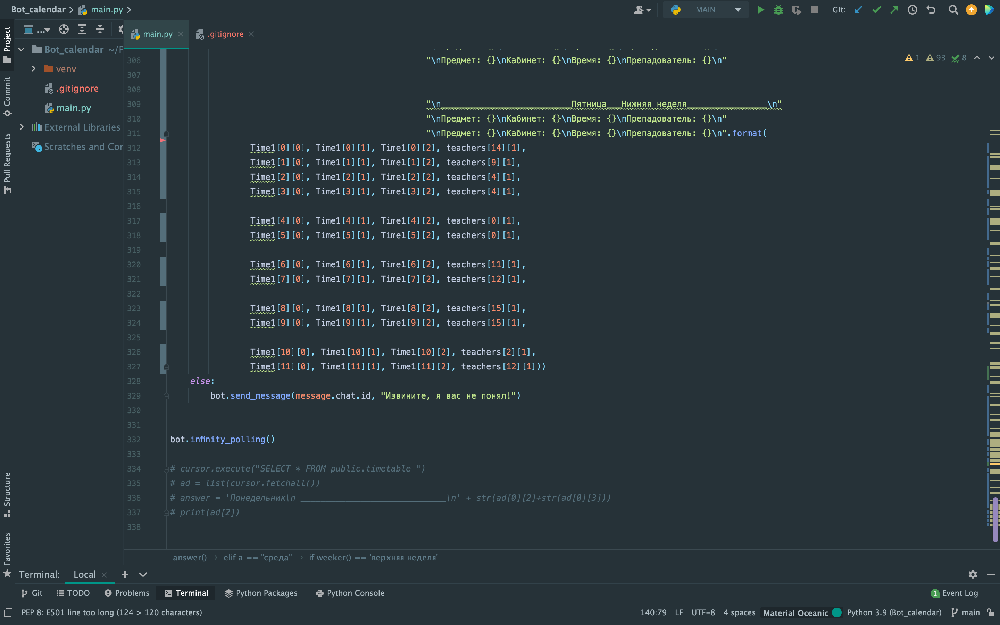 Bot_calendar > main.py >
MAIN
Git:
Project
Commit
Pull Requests
Structure
Favorites
...
main.py
.gitignore
Bot_calendar ~/P
venv
.gitignore
main.py
External Libraries
Scratches and Cor
1 93 8
306 "\nПредмет: {}\nКабинет: {}\nВремя: {}\nПрепадователь: {}\n"
307
308
309 "\n__________________________Пятница___Нижняя неделя________________\n"
310 "\nПредмет: {}\nКабинет: {}\nВремя: {}\nПрепадователь: {}\n"
311 "\nПредмет: {}\nКабинет: {}\nВремя: {}\nПрепадователь: {}\n".format(
312 Time1[0][0], Time1[0][1], Time1[0][2], teachers[14][1],
313 Time1[1][0], Time1[1][1], Time1[1][2], teachers[9][1],
314 Time1[2][0], Time1[2][1], Time1[2][2], teachers[4][1],
315 Time1[3][0], Time1[3][1], Time1[3][2], teachers[4][1],
316
317 Time1[4][0], Time1[4][1], Time1[4][2], teachers[0][1],
318 Time1[5][0], Time1[5][1], Time1[5][2], teachers[0][1],
319
320 Time1[6][0], Time1[6][1], Time1[6][2], teachers[11][1],
321 Time1[7][0], Time1[7][1], Time1[7][2], teachers[12][1],
322
323 Time1[8][0], Time1[8][1], Time1[8][2], teachers[15][1],
324 Time1[9][0], Time1[9][1], Time1[9][2], teachers[15][1],
325
326 Time1[10][0], Time1[10][1], Time1[10][2], teachers[2][1],
327 Time1[11][0], Time1[11][1], Time1[11][2], teachers[12][1]))
328 else:
329 bot.send_message(message.chat.id, "Извините, я вас не понял!")
330
331
332 bot.infinity_polling()
333
334 # cursor.execute("SELECT * FROM public.timetable ")
335 # ad = list(cursor.fetchall())
336 # answer = 'Понедельник\n _____________________________\n' + str(ad[0][2]+str(ad[0][3]))
337 # print(ad[2])
338
answer() > elif a == "среда" > if weeker() == 'верхняя неделя'
Terminal: Local
Git TODO Problems Terminal Python Packages Python Console 1 Event Log
PEP 8: E501 line too long (124 > 120 characters) 140:79 LF UTF-8 4 spaces Material Oceanic Python 3.9 (Bot_calendar) main